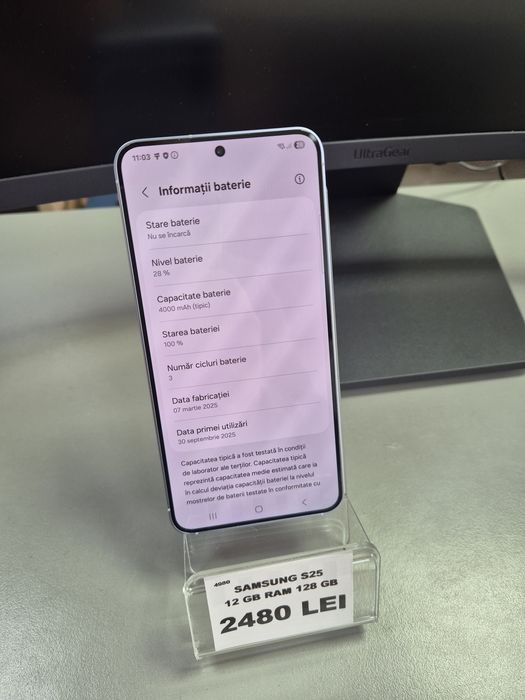 UltraGear
11:03
28
Informații baterie
Stare baterie
Nu se încarcă
Nivel baterie
28 %
Capacitate baterie
4000 mAh (tipic)
Starea bateriei
100 %
Număr cicluri baterie
3
Data fabricației
07 martie 2025
Data primei utilizări
30 septembrie 2025
Capacitatea tipică a fost testată în condiții
de laborator ale terților. Capacitatea tipică
reprezintă capacitatea medie estimată care ia
în calcul deviația capacității bateriei la nivelul
mostrelor de baterii testate în conformitate cu
4080
SAMSUNG S25
12 GB RAM 128 GB
2480 LEI